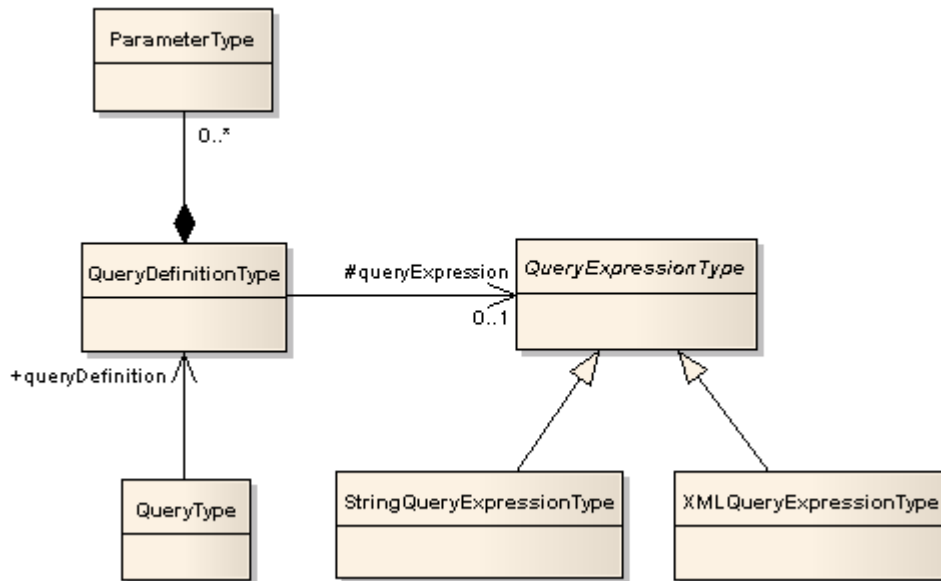 ParameterType
0..*
QueryDefinitionType
#queryExpression
0..1
QueryExpressionType
+queryDefinition
QueryType
StringQueryExpressionType
XMLQueryExpressionType